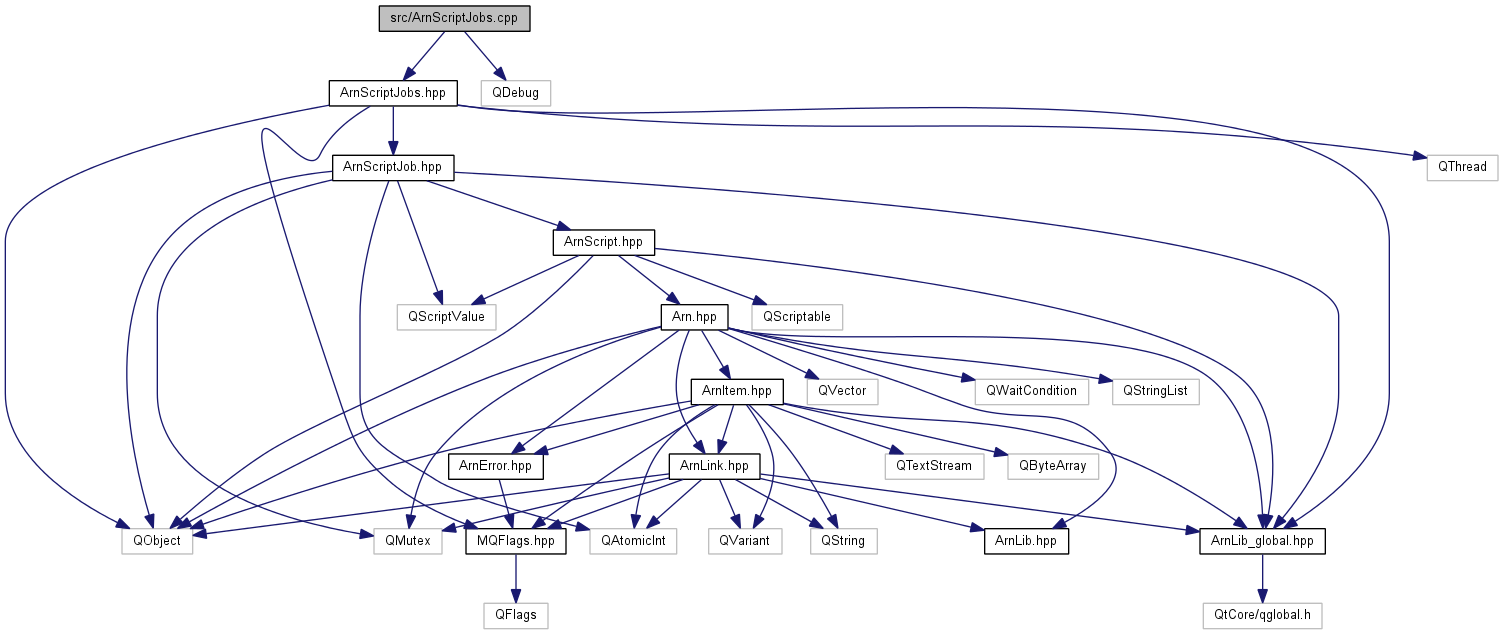 src/ArnScriptJobs.cpp
ArnScriptJobs.hpp
QDebug
ArnScriptJob.hpp
QThread
ArnScript.hpp
QScriptValue
Arn.hpp
QScriptable
ArnItem.hpp
QVector
QWaitCondition
QStringList
ArnError.hpp
ArnLink.hpp
QTextStream
QByteArray
QObject
QMutex
MQFlags.hpp
QAtomicInt
QVariant
QString
ArnLib.hpp
ArnLib_global.hpp
QFlags
QtCore/qglobal.h